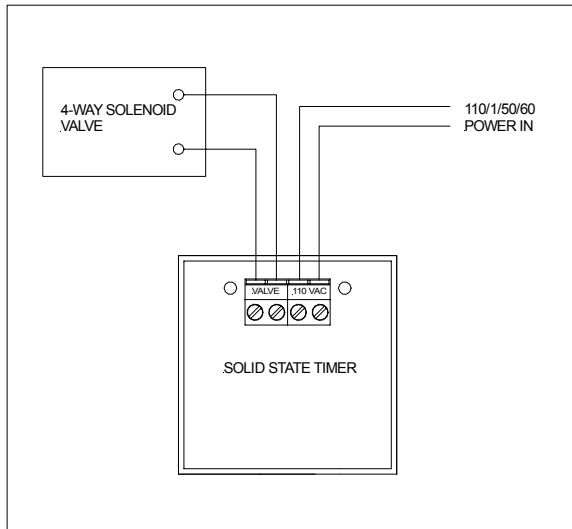 4-WAY SOLENOID
VALVE
110/1/50/60
POWER IN
VALVE
110 VAC
SOLID STATE TIMER